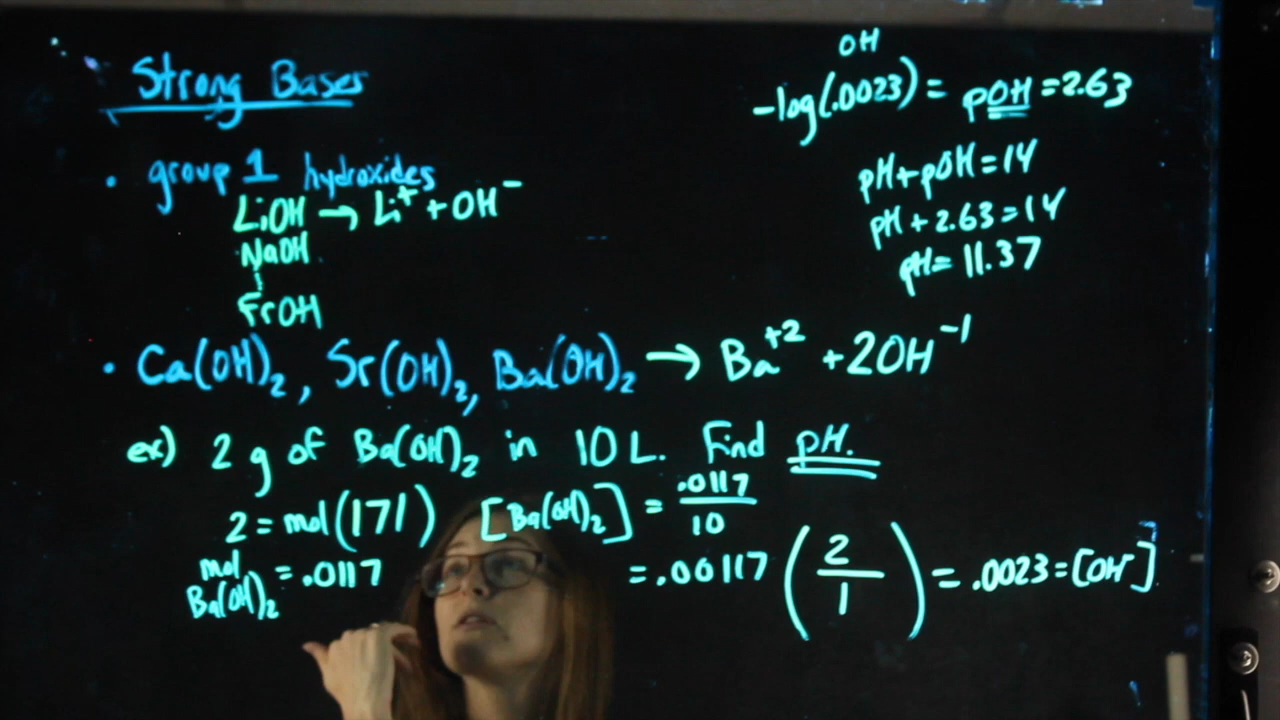 Strong Bases
• group 1 hydroxides
LiOH → Li⁺ + OH⁻
NaOH
FrOH
• Ca(OH)₂, Sr(OH)₂, Ba(OH)₂ → Ba⁺² + 2OH⁻¹
ex) 2 g of Ba(OH)₂ in 10 L. Find pH.
2 = mol(171)
mol Ba(OH)₂ = .0117
[Ba(OH)₂] = .0117/10
= .00117 (2/1) = .0023 = [OH⁻]
OH
-log(.0023) = pOH = 2.63
pH + pOH = 14
pH + 2.63 = 14
pH = 11.37